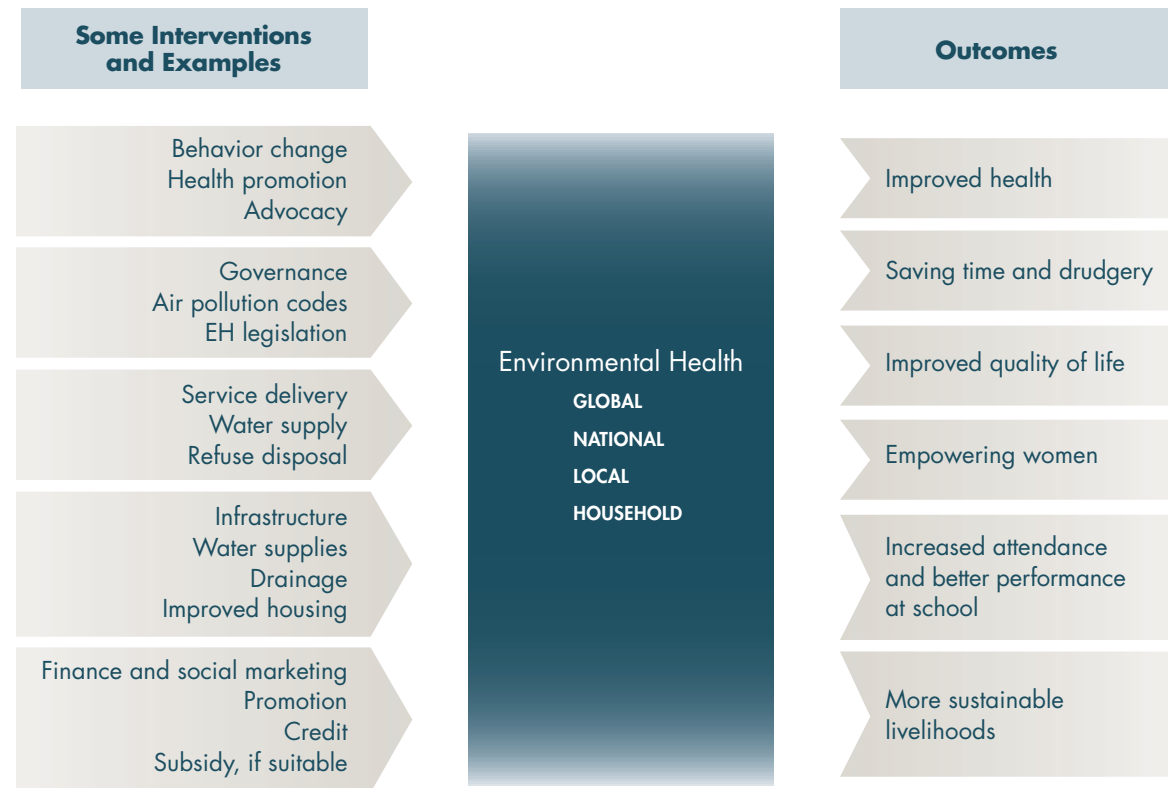 Some Interventions
and Examples
Behavior change
Health promotion
Advocacy
Governance
Air pollution codes
EH legislation
Service delivery
Water supply
Refuse disposal
Infrastructure
Water supplies
Drainage
Improved housing
Finance and social marketing
Promotion
Credit
Subsidy, if suitable
Environmental Health
GLOBAL
NATIONAL
LOCAL
HOUSEHOLD
Outcomes
Improved health
Saving time and drudgery
Improved quality of life
Empowering women
Increased attendance
and better performance
at school
More sustainable
livelihoods